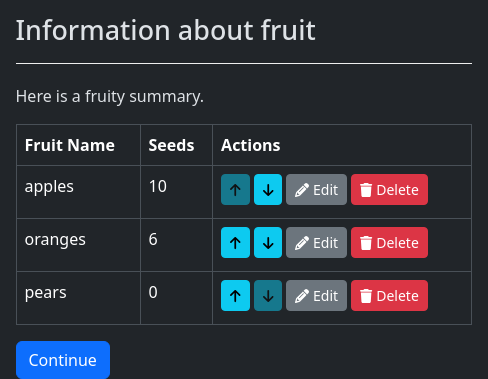 Information about fruit
Here is a fruity summary.
Fruit Name Seeds Actions
apples 10 Edit Delete
oranges 6 Edit Delete
pears 0 Edit Delete
Continue